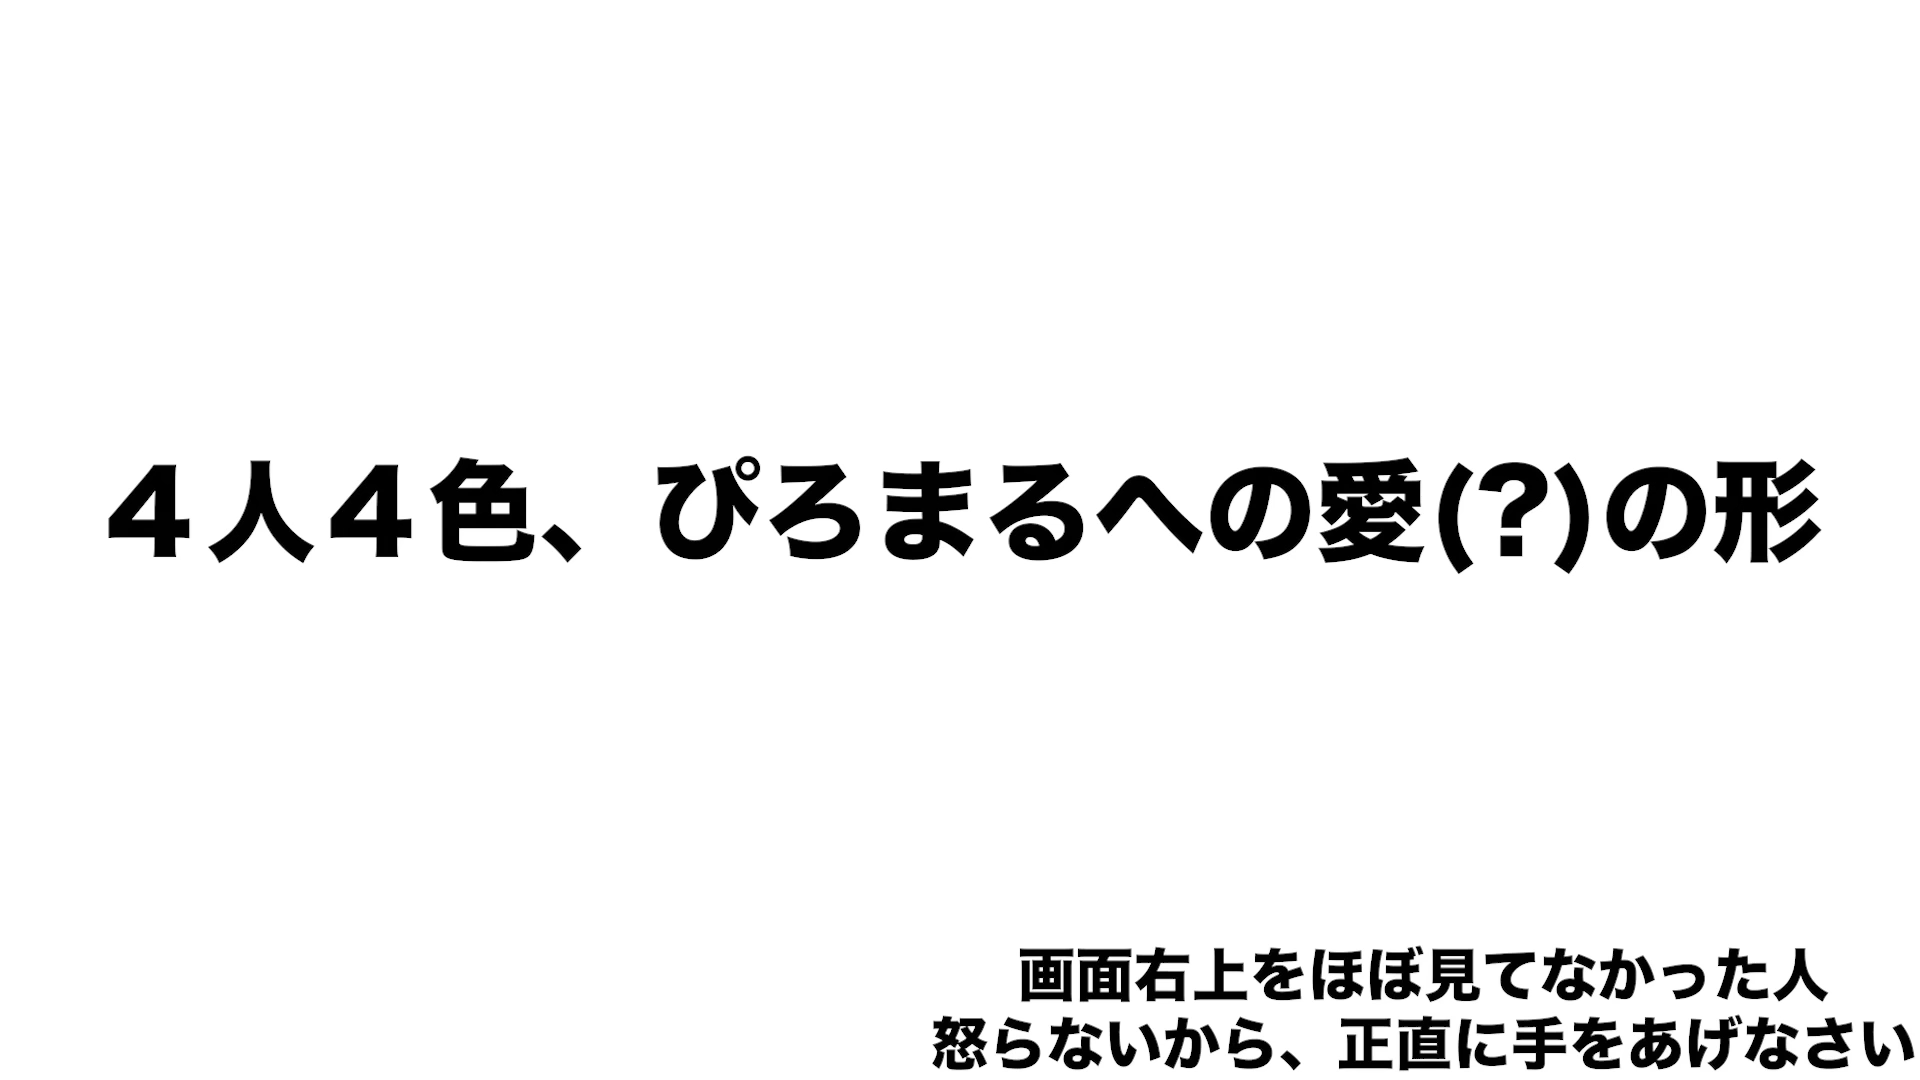 ４人４色、ぴろまるへの愛(?)の形
画面右上をほぼ見てなかった人
怒らないから、正直に手をあげなさい